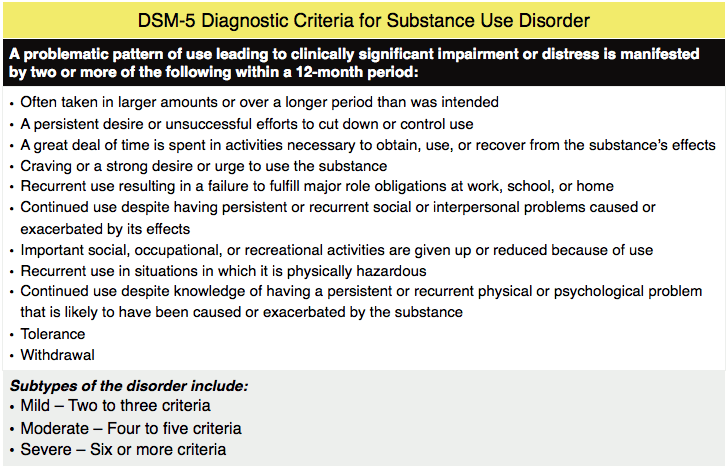 DSM-5 Diagnostic Criteria for Substance Use Disorder
A problematic pattern of use leading to clinically significant impairment or distress is manifested
by two or more of the following within a 12-month period:
• Often taken in larger amounts or over a longer period than was intended
• A persistent desire or unsuccessful efforts to cut down or control use
• A great deal of time is spent in activities necessary to obtain, use, or recover from the substance's effects
• Craving or a strong desire or urge to use the substance
• Recurrent use resulting in a failure to fulfill major role obligations at work, school, or home
• Continued use despite having persistent or recurrent social or interpersonal problems caused or
exacerbated by its effects
• Important social, occupational, or recreational activities are given up or reduced because of use
• Recurrent use in situations in which it is physically hazardous
• Continued use despite knowledge of having a persistent or recurrent physical or psychological problem
that is likely to have been caused or exacerbated by the substance
• Tolerance
• Withdrawal
Subtypes of the disorder include:
• Mild – Two to three criteria
• Moderate – Four to five criteria
• Severe – Six or more criteria